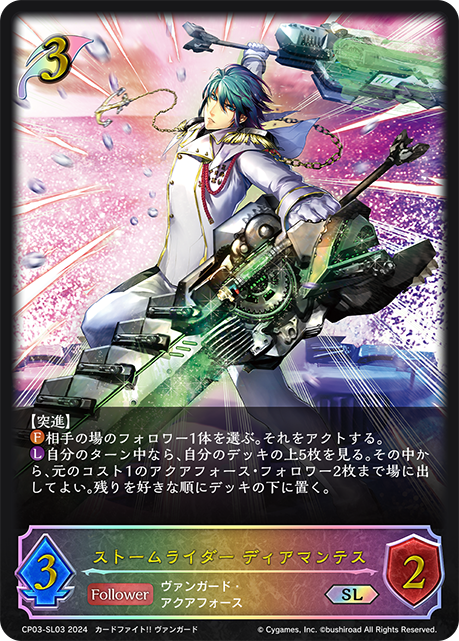 3
【突進】
F 相手の場のフォロワー1体を選ぶ。それをアクトする。
L 自分のターン中なら、自分のデッキの上5枚を見る。その中か
ら、元のコスト1のアクアフォース・フォロワー2枚まで場に出
してよい。残りを好きな順にデッキの下に置く。
ストームライダー ディアマンテス
3
Follower
ヴァンガード・
アクアフォース
SL
2
CP03-SL03 2024 カードファイト!! ヴァンガード
© Cygames, Inc. ©bushiroad All Rights Reserved.